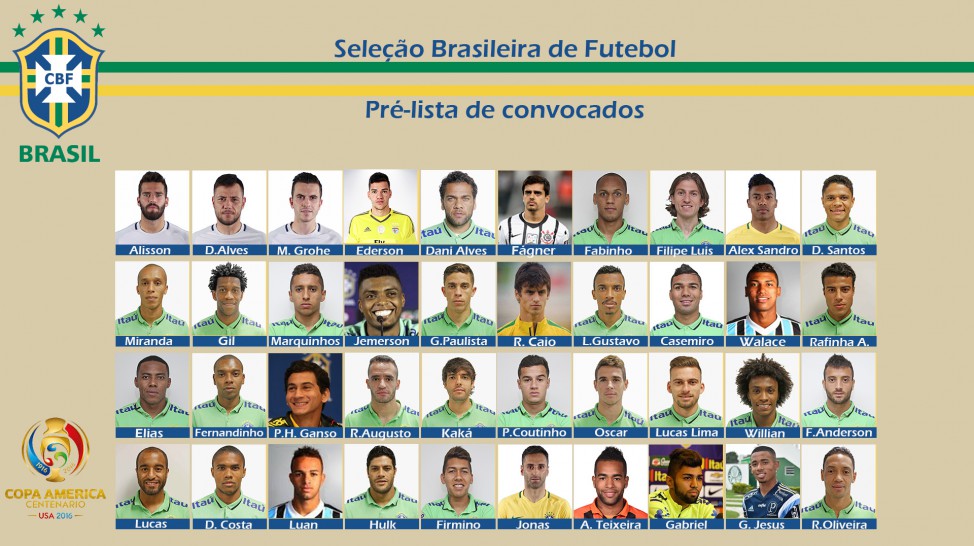 CBF
BRASIL
Seleção Brasileira de Futebol
Pré-lista de convocados
Alisson D.Alves M. Grohe Ederson Dani Alves Fágner Fabinho Filipe Luis Alex Sandro D. Santos
Miranda Gil Marquinhos Jemerson G.Paulista R. Caio L.Gustavo Casemiro Walace Rafinha A.
Elias Fernandinho P.H. Ganso R.Augusto Kaká P.Coutinho Oscar Lucas Lima Willian F.Anderson
Lucas D. Costa Luan Hulk Firmino Jonas A. Teixeira Gabriel G. Jesus R.Oliveira
1916
COPA AMERICA
CENTENARIO
USA 2016